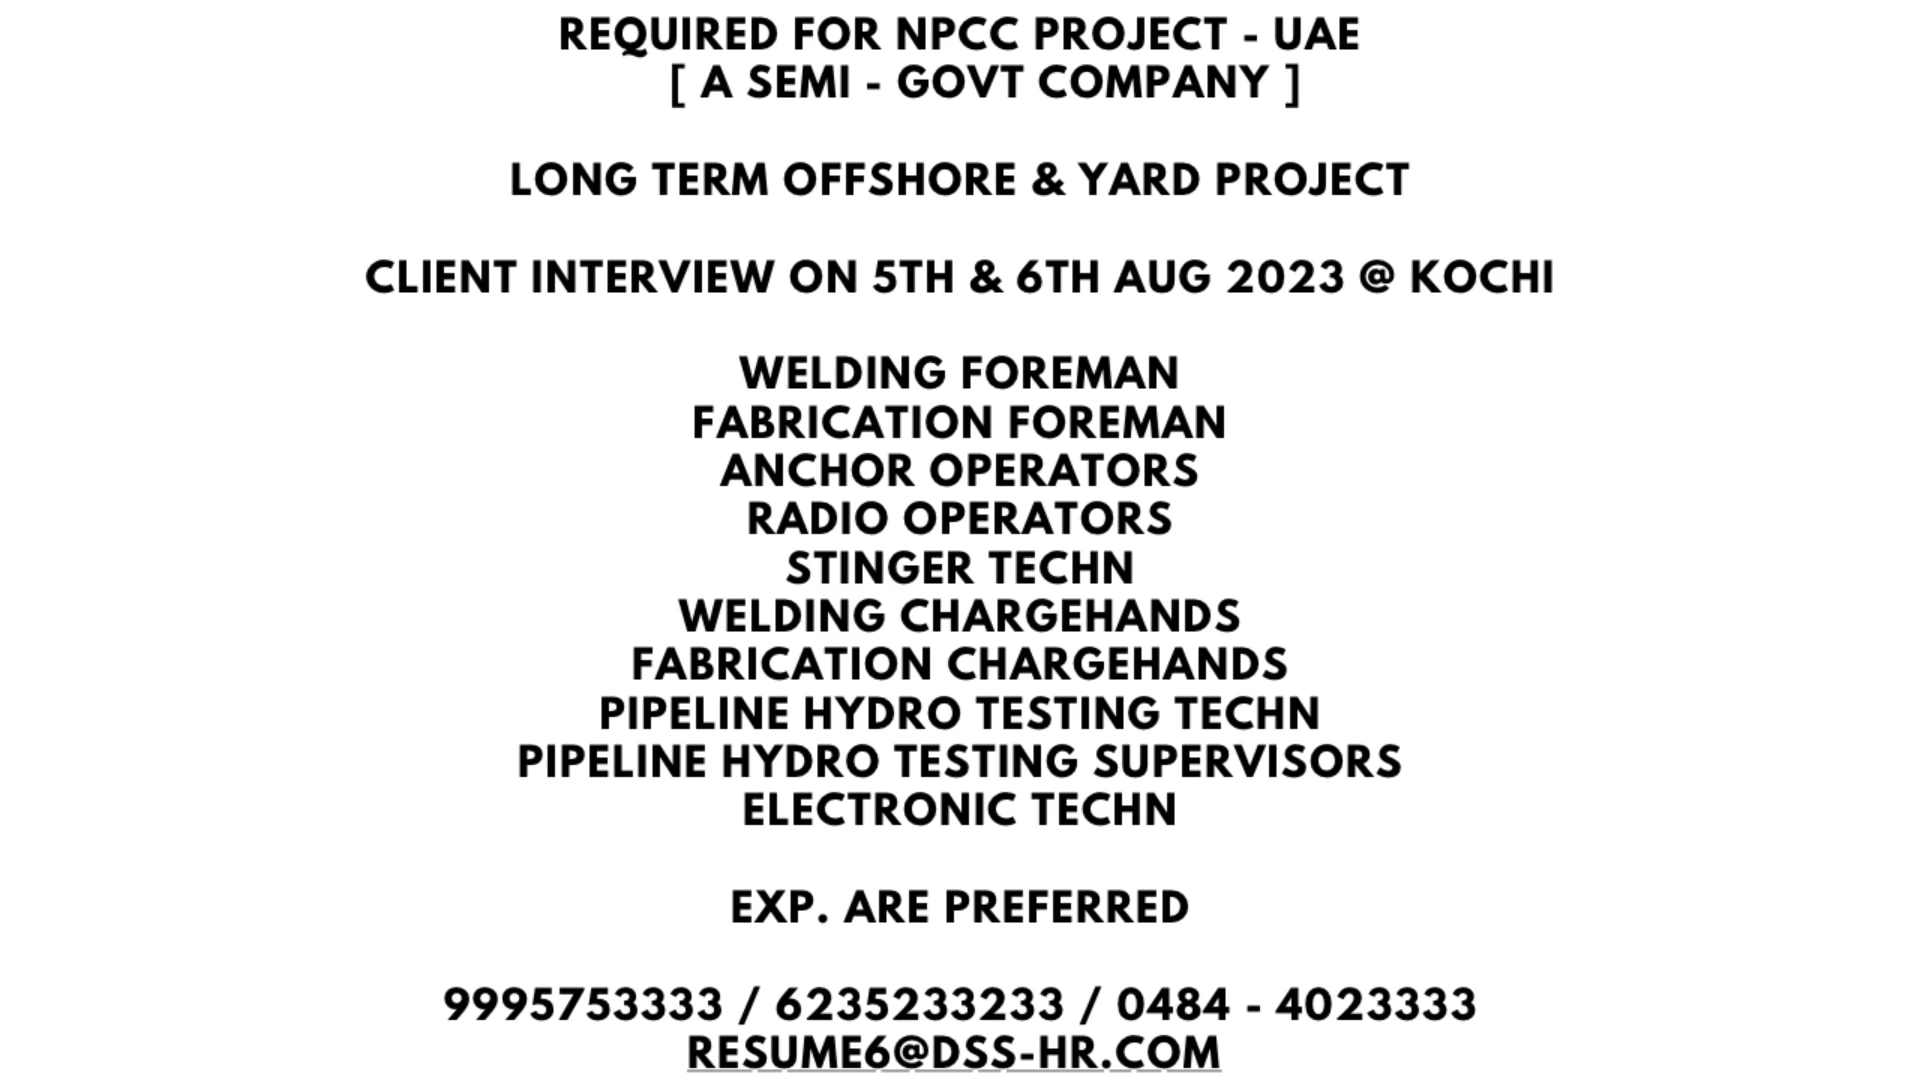 REQUIRED FOR NPCC PROJECT - UAE
[ A SEMI - GOVT COMPANY ]
LONG TERM OFFSHORE & YARD PROJECT
CLIENT INTERVIEW ON 5TH & 6TH AUG 2023 @ KOCHI
WELDING FOREMAN
FABRICATION FOREMAN
ANCHOR OPERATORS
RADIO OPERATORS
STINGER TECHN
WELDING CHARGEHANDS
FABRICATION CHARGEHANDS
PIPELINE HYDRO TESTING TECHN
PIPELINE HYDRO TESTING SUPERVISORS
ELECTRONIC TECHN
EXP. ARE PREFERRED
9995753333 / 6235233233 / 0484 - 4023333
RESUME6@DSS-HR.COM